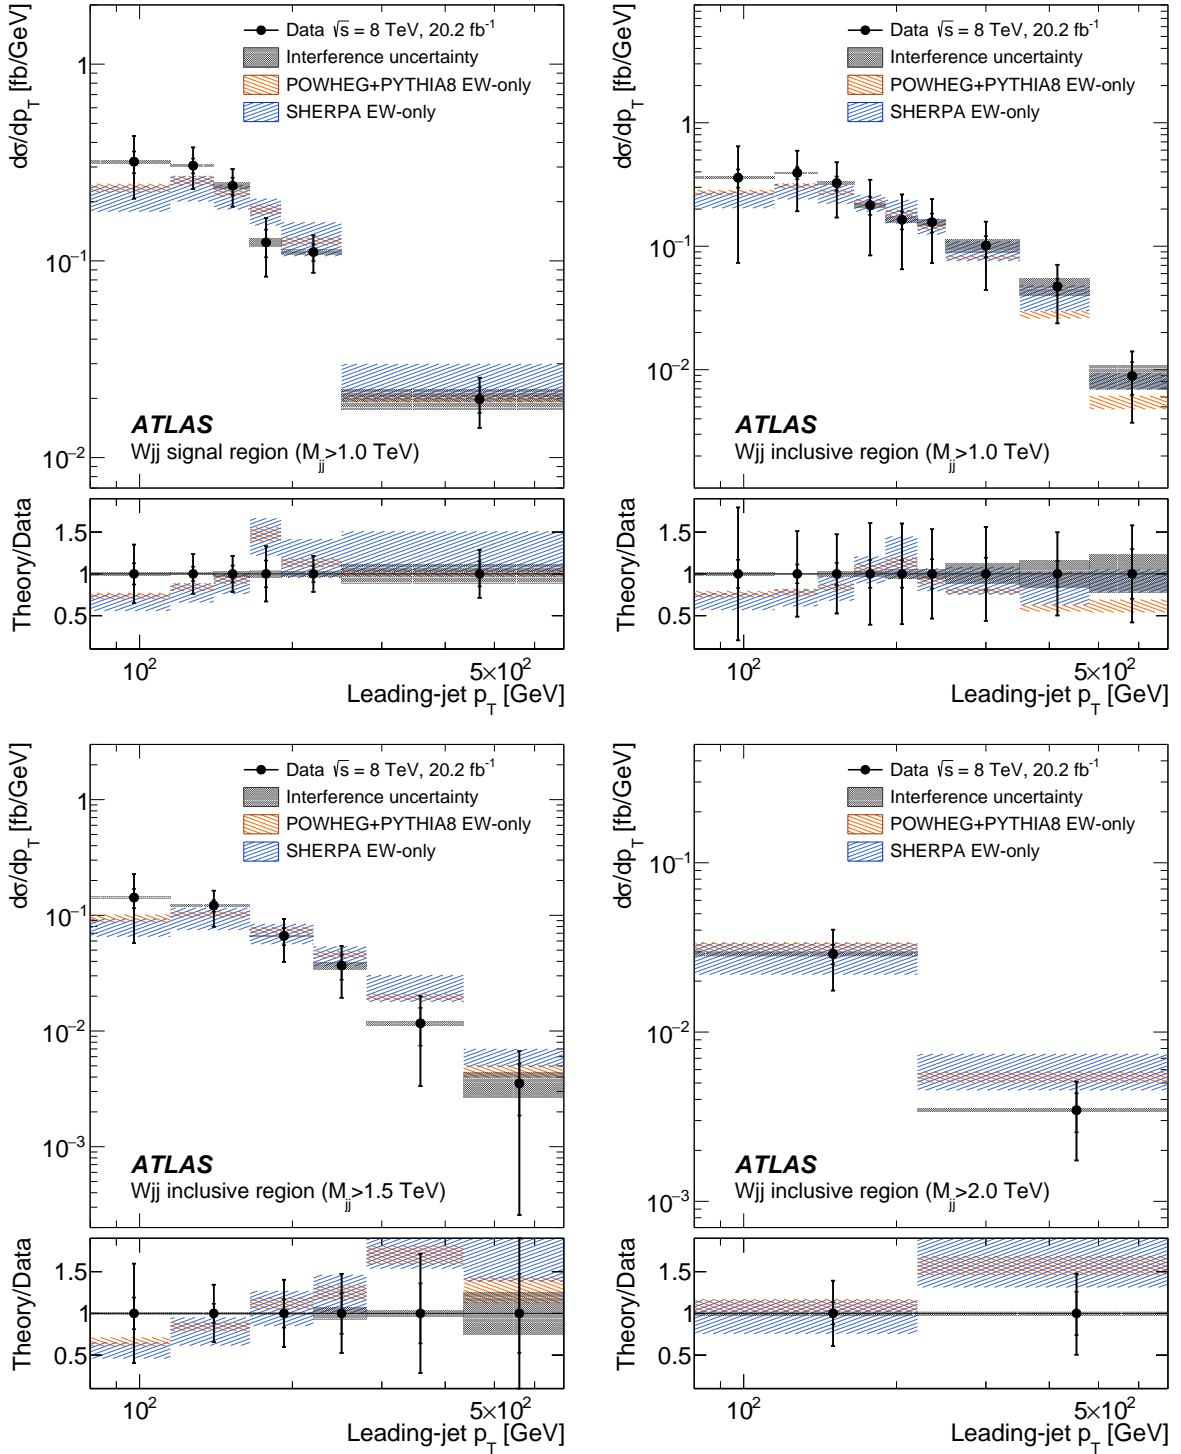 dσ/dp_T [fb/GeV]
Data √s = 8 TeV, 20.2 fb⁻¹
Interference uncertainty
POWHEG+PYTHIA8 EW-only
SHERPA EW-only
1
10⁻¹
10⁻²
ATLAS
Wjj signal region (M_jj>1.0 TeV)
Theory/Data
1.5
1
0.5
10²
5×10²
Leading-jet p_T [GeV]
dσ/dp_T [fb/GeV]
Data √s = 8 TeV, 20.2 fb⁻¹
Interference uncertainty
POWHEG+PYTHIA8 EW-only
SHERPA EW-only
1
10⁻¹
10⁻²
ATLAS
Wjj inclusive region (M_jj>1.0 TeV)
Theory/Data
1.5
1
0.5
10²
5×10²
Leading-jet p_T [GeV]
dσ/dp_T [fb/GeV]
Data √s = 8 TeV, 20.2 fb⁻¹
Interference uncertainty
POWHEG+PYTHIA8 EW-only
SHERPA EW-only
1
10⁻¹
10⁻²
10⁻³
ATLAS
Wjj inclusive region (M_jj>1.5 TeV)
Theory/Data
1.5
1
0.5
10²
5×10²
Leading-jet p_T [GeV]
dσ/dp_T [fb/GeV]
Data √s = 8 TeV, 20.2 fb⁻¹
Interference uncertainty
POWHEG+PYTHIA8 EW-only
SHERPA EW-only
10⁻¹
10⁻²
10⁻³
ATLAS
Wjj inclusive region (M_jj>2.0 TeV)
Theory/Data
1.5
1
0.5
10²
5×10²
Leading-jet p_T [GeV]